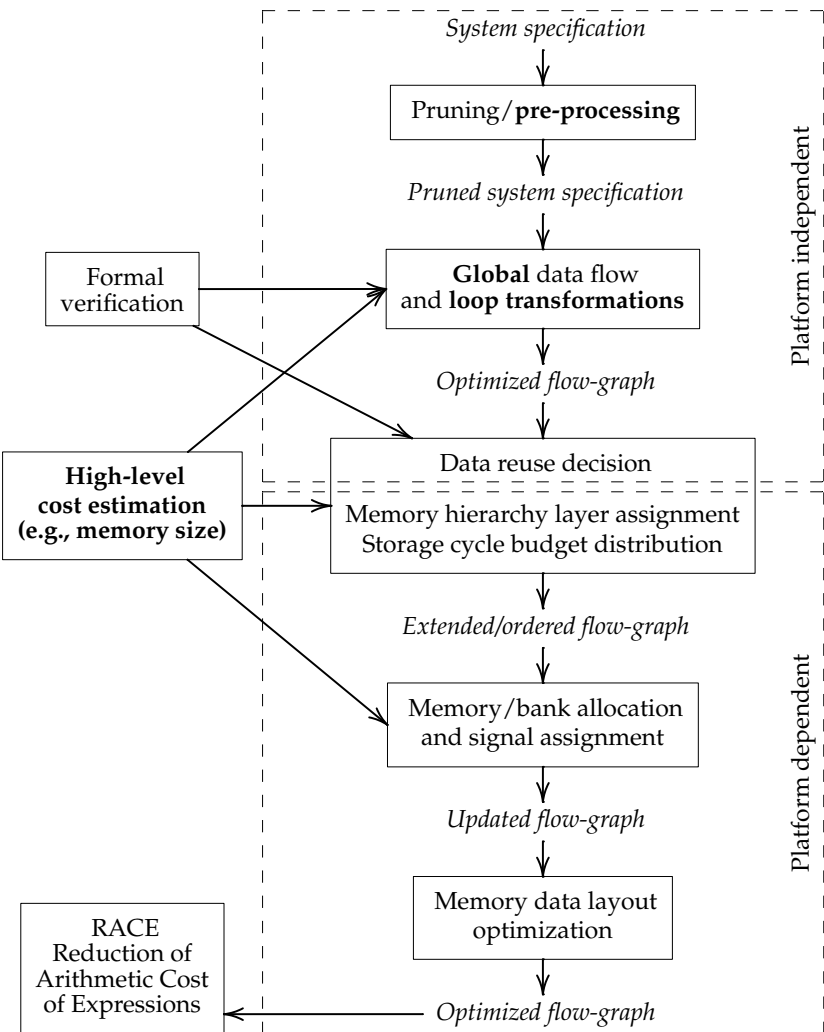 System specification
Pruning/pre-processing
Pruned system specification
Platform independent
Formal
verification
Global data flow
and loop transformations
Optimized flow-graph
Data reuse decision
High-level
cost estimation
(e.g., memory size)
Memory hierarchy layer assignment
Storage cycle budget distribution
Extended/ordered flow-graph
Memory/bank allocation
and signal assignment
Platform dependent
Updated flow-graph
Memory data layout
optimization
RACE
Reduction of
Arithmetic Cost
of Expressions
Optimized flow-graph